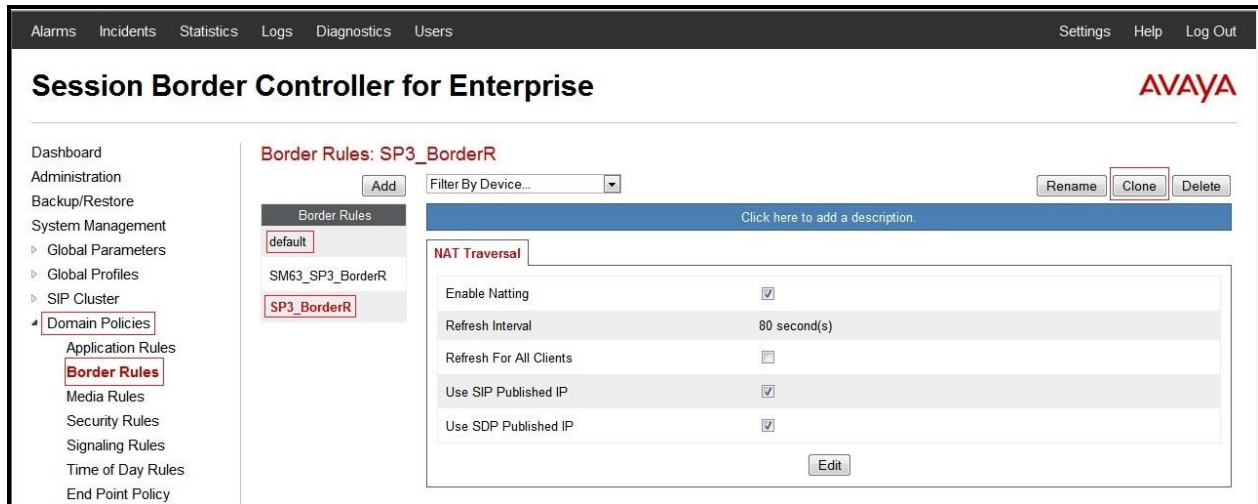 Alarms Incidents Statistics Logs Diagnostics Users Settings Help Log Out
Session Border Controller for Enterprise
AVAYA
Dashboard
Administration
Backup/Restore
System Management
Global Parameters
Global Profiles
SIP Cluster
Domain Policies
Application Rules
Border Rules
Media Rules
Security Rules
Signaling Rules
Time of Day Rules
End Point Policy
Border Rules: SP3_BorderR
Add
Filter By Device...
Rename Clone Delete
Border Rules
default
SM63_SP3_BorderR
SP3_BorderR
Click here to add a description.
NAT Traversal
Enable Natting
Refresh Interval 80 second(s)
Refresh For All Clients
Use SIP Published IP
Use SDP Published IP
Edit